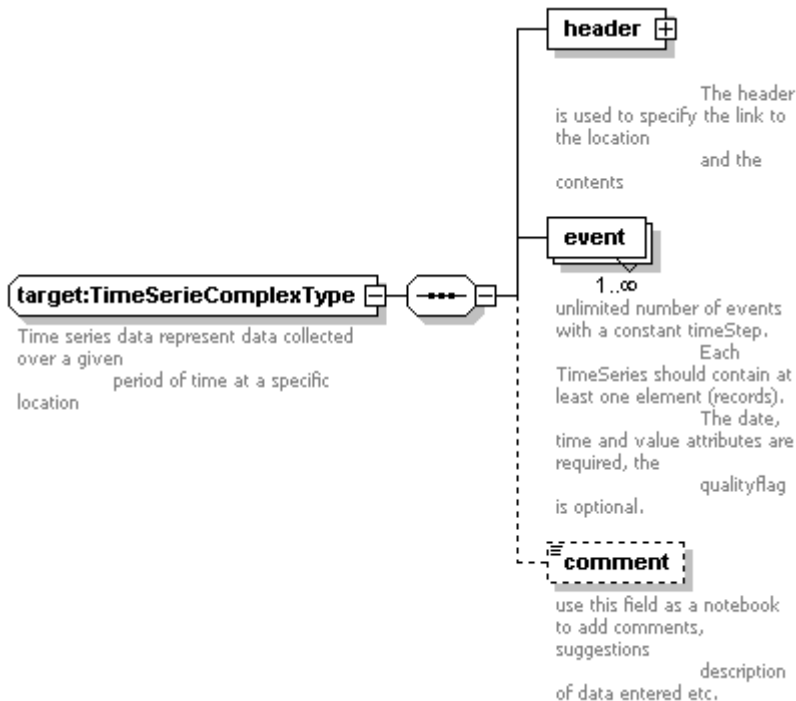 header
The header
is used to specify the link to
the location
and the
contents
event
1..∞
unlimited number of events
with a constant timeStep.
Each
TimeSeries should contain at
least one element (records).
The date,
time and value attributes are
required, the
qualityflag
is optional.
target:TimeSerieComplexType
Time series data represent data collected
over a given
period of time at a specific
location
comment
use this field as a notebook
to add comments,
suggestions
description
of data entered etc.